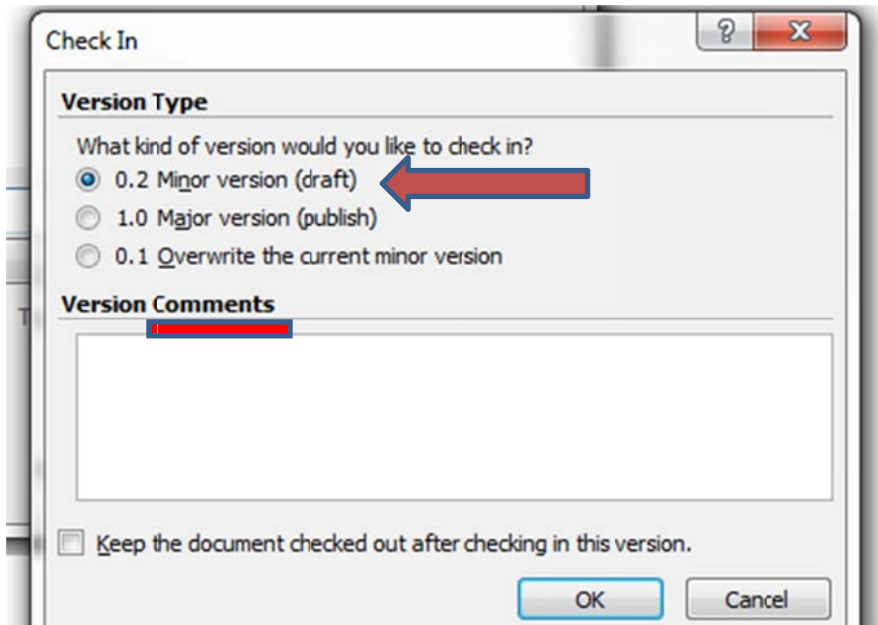 Check In
Version Type
What kind of version would you like to check in?
0.2 Minor version (draft)
1.0 Major version (publish)
0.1 Overwrite the current minor version
Version Comments
T
Keep the document checked out after checking in this version.
OK Cancel